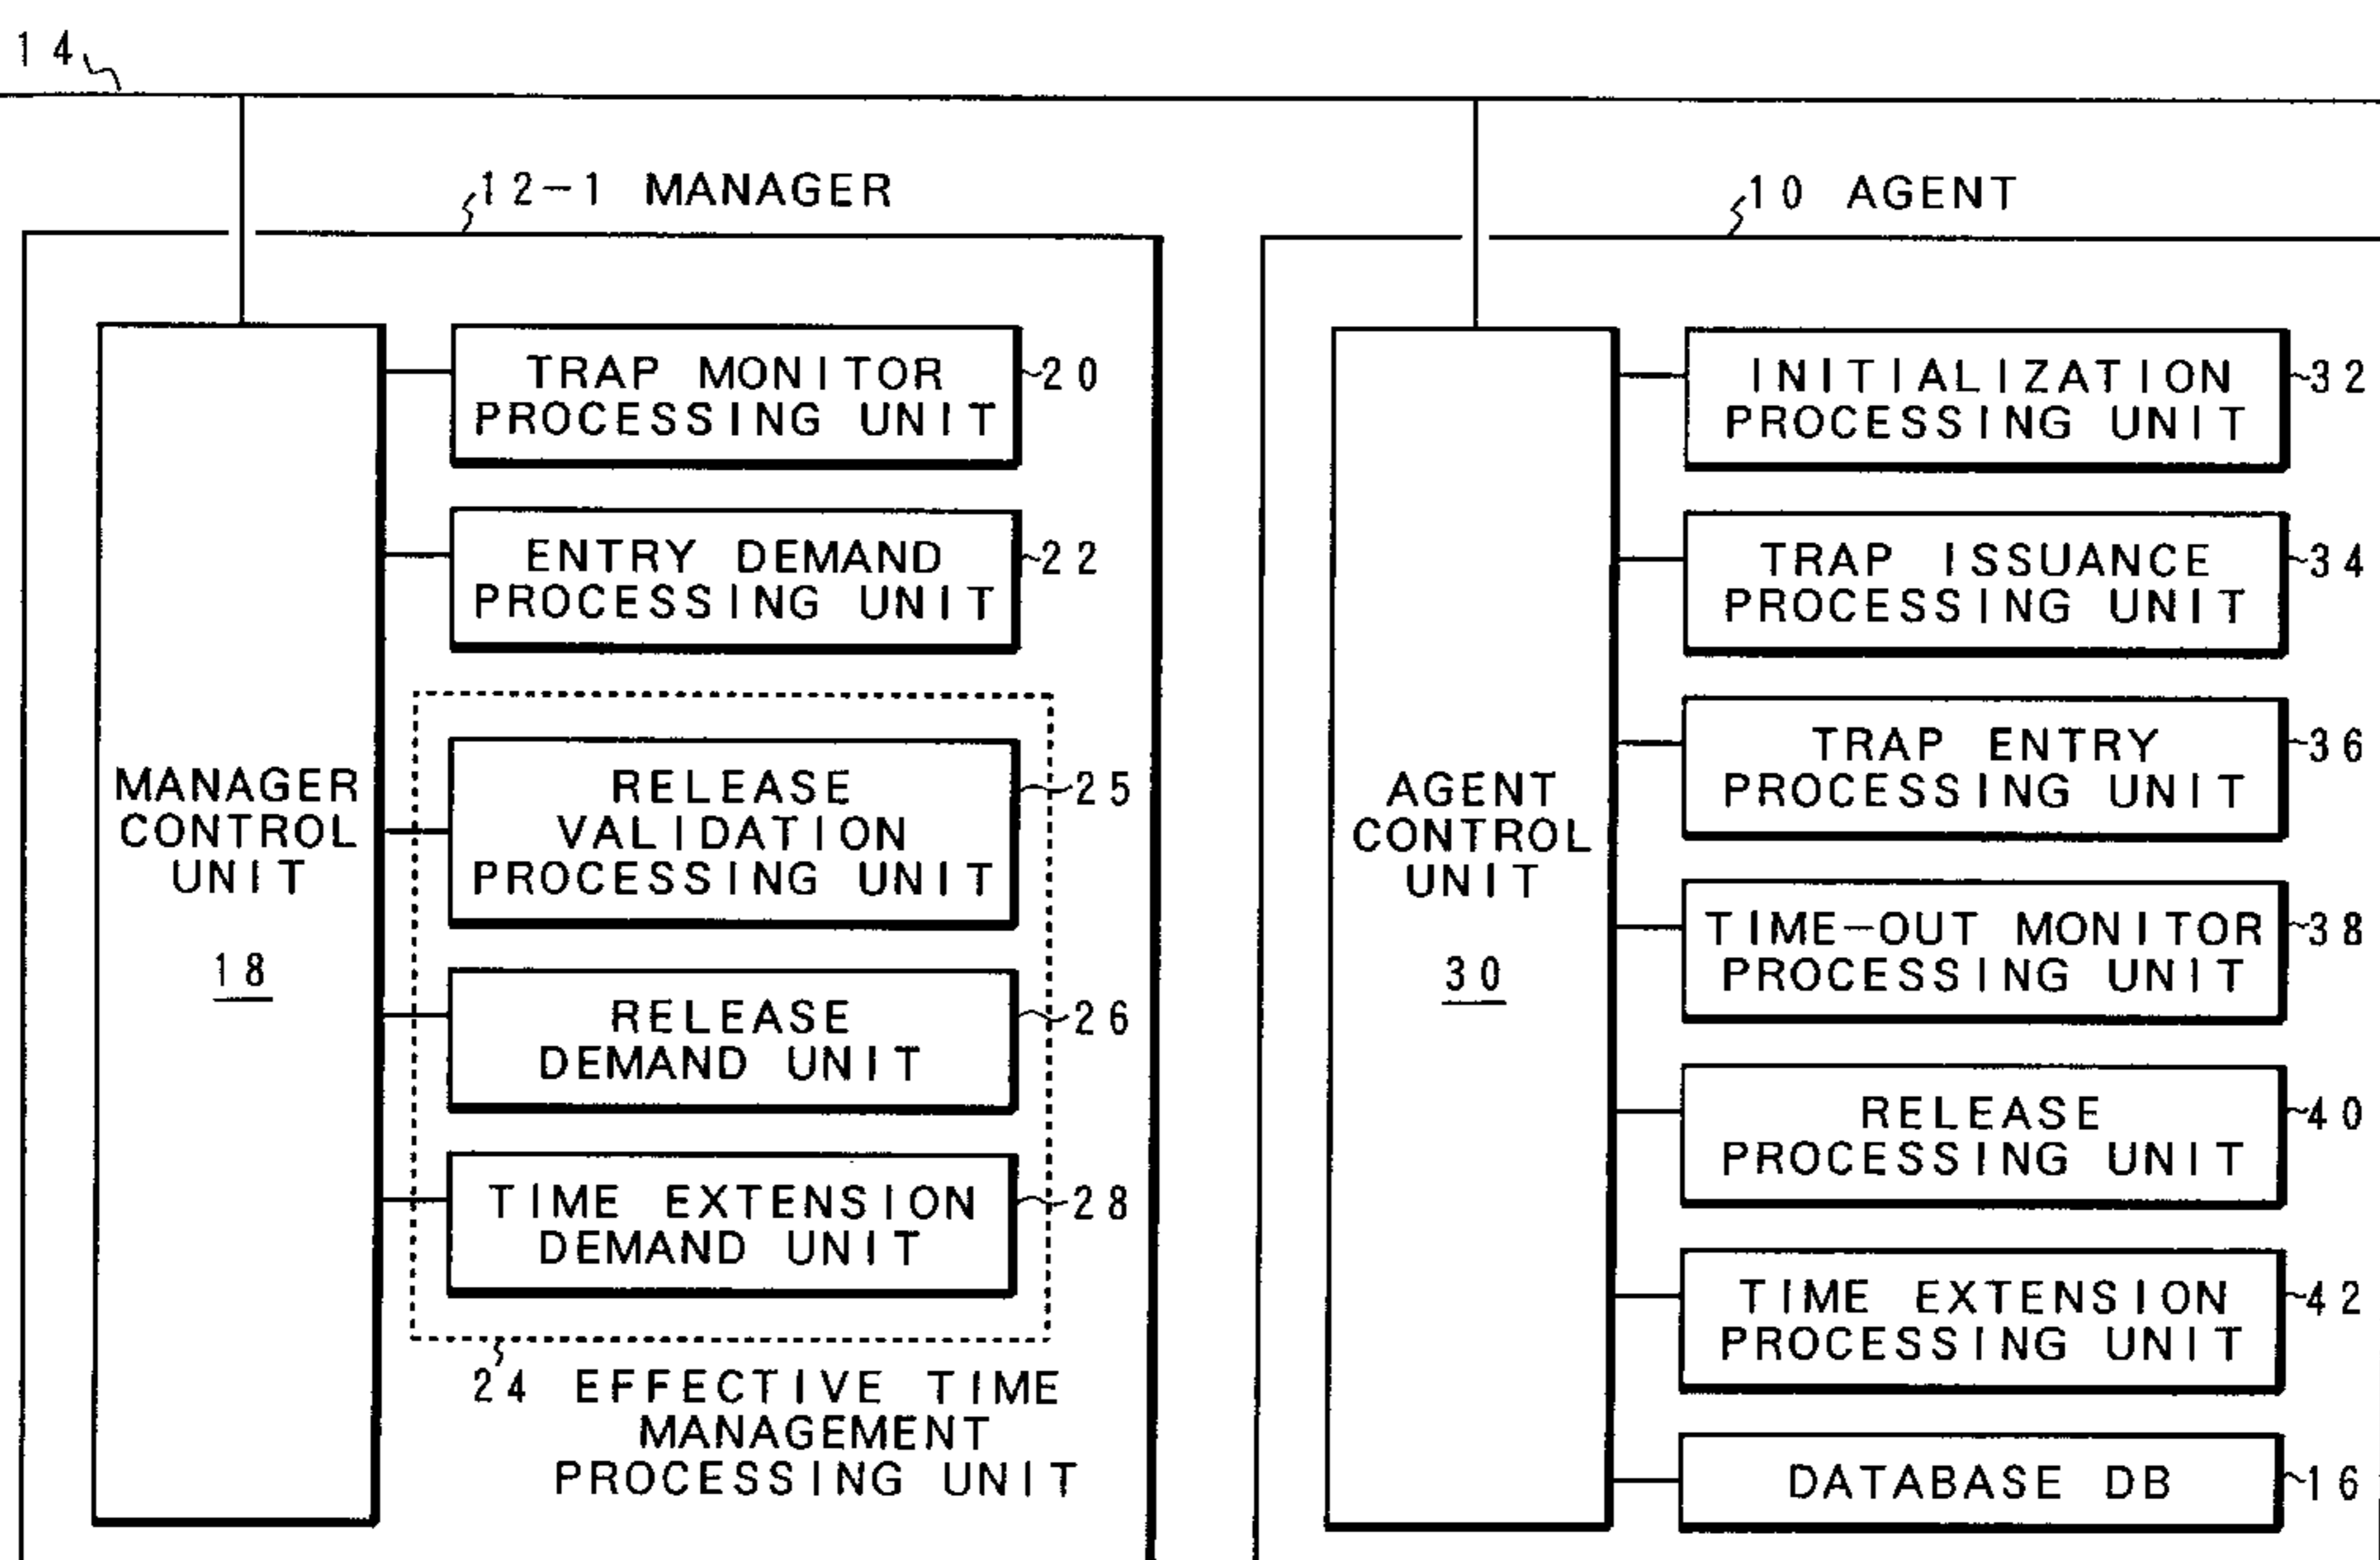 14
12-1 MANAGER
MANAGER
CONTROL
UNIT
18
TRAP MONITOR
PROCESSING UNIT
20
ENTRY DEMAND
PROCESSING UNIT
22
RELEASE
VALIDATION
PROCESSING UNIT
25
RELEASE
DEMAND UNIT
26
TIME EXTENSION
DEMAND UNIT
28
24 EFFECTIVE TIME
MANAGEMENT
PROCESSING UNIT
10 AGENT
AGENT
CONTROL
UNIT
30
INITIALIZATION
PROCESSING UNIT
32
TRAP ISSUANCE
PROCESSING UNIT
34
TRAP ENTRY
PROCESSING UNIT
36
TIME-OUT MONITOR
PROCESSING UNIT
38
RELEASE
PROCESSING UNIT
40
TIME EXTENSION
PROCESSING UNIT
42
DATABASE DB
16